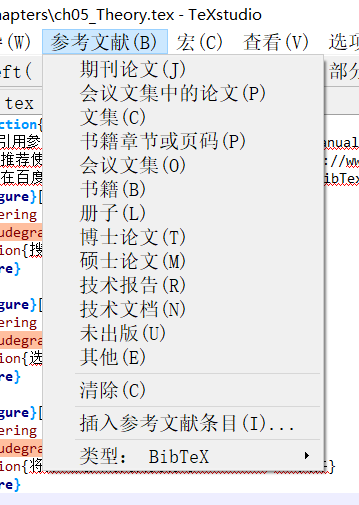 hapters/ch05_Theory.tex - TeXstudio
(W) 参考文献(B) 宏(C) 查看(V) 选项
eft( 部分
tex
期刊论文(J)
会议文集中的论文(P)
文集(C)
书籍章节或页码(P)
会议文集(O)
书籍(B)
册子(L)
博士论文(T)
硕士论文(M)
技术报告(R)
技术文档(N)
未出版(U)
其他(E)
清除(C)
插入参考文献条目(I)...
类型: BibTeX
ction{
引用参 anual
推荐使 ://ww
在百度 ibTex
gure}[
ering
udegra
ion{搜
re}
gure}[
ering
udegra
ion{选
re}
gure}[
ering
udegra
ion{将 }
re}